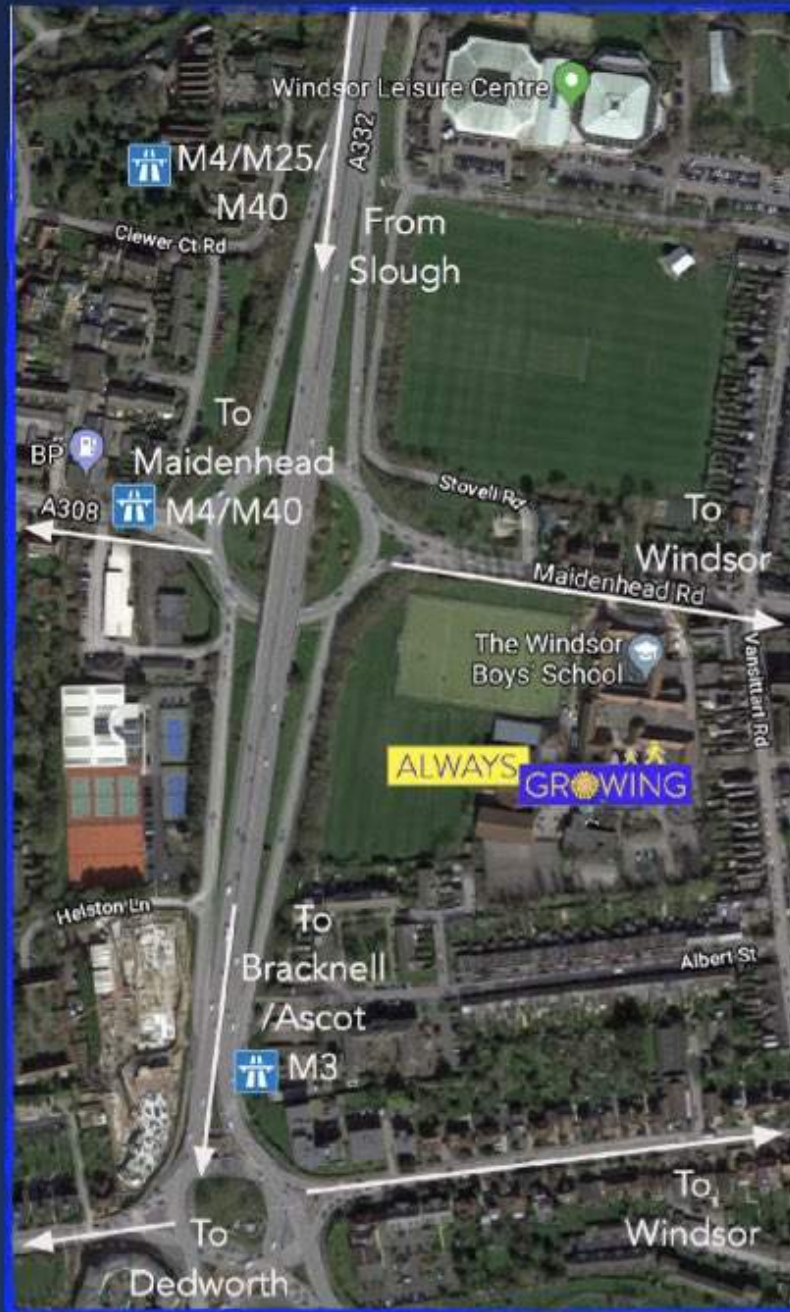 Windsor Leisure Centre
A332
M4/M25/
M40
Clewer Ct Rd
From
Slough
To
Maidenhead
M4/M40
BP
A308
Stovell Rd
To
Windsor
Maidenhead Rd
The Windsor
Boys' School
Vansittart Rd
ALWAYS
GROWING
Helston Ln
To
Bracknell
/Ascot
M3
Albert St
To
Windsor
To
Dedworth